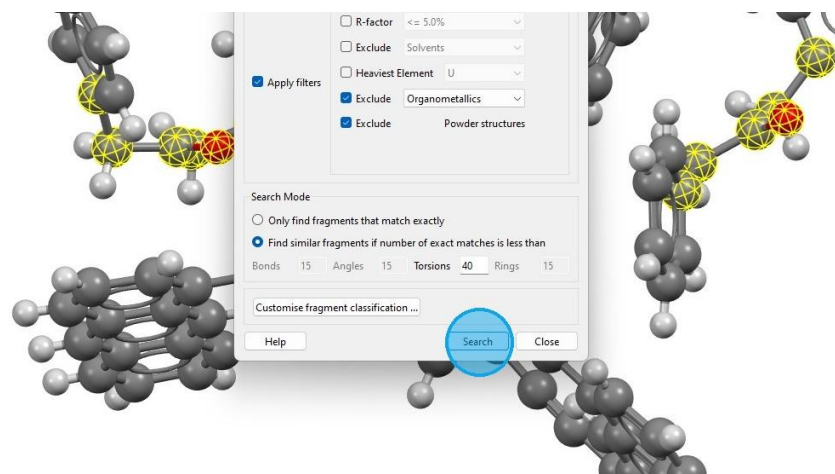 R-factor <= 5.0%
Exclude Solvents
Heaviest Element U
Apply filters
Exclude Organometallics
Exclude Powder structures
Search Mode
Only find fragments that match exactly
Find similar fragments if number of exact matches is less than
Bonds 15 Angles 15 Torsions 40 Rings 15
Customise fragment classification ...
Help Search Close